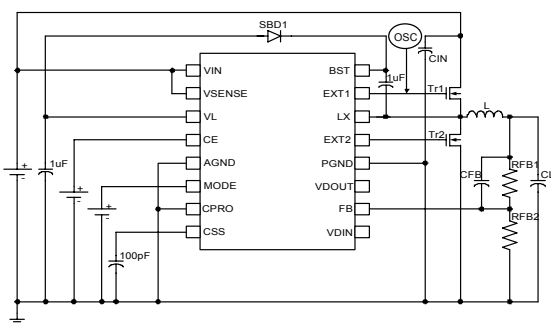 SBD1
OSC
CIN
VIN
BST
1uF
VSENSE
EXT1
Tr1
L
VL
LX
CE
EXT2
Tr2
+
-
1uF
+
-
AGND
PGND
CFB
RFB1
CL
MODE
VDOUT
+
-
CPRO
FB
RFB2
CSS
VDIN
100pF